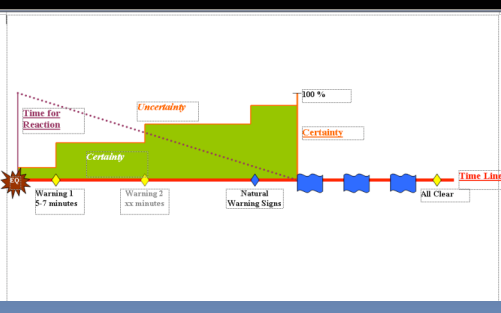 100 %
Uncertainty
Time for
Reaction
Certainty
Certainty
EQ
Time Line
Warning 1
5-7 minutes
Warning 2
xx minutes
Natural
Warning Signs
All Clear